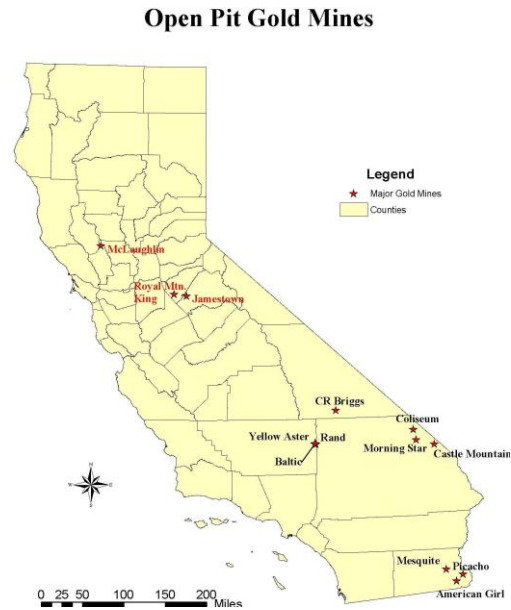 Open Pit Gold Mines
Legend
Major Gold Mines
Counties
McLaughlin
Royal Mtn.
King
Jamestown
CR Briggs
Coliseum
Yellow Aster
Rand
Morning Star
Castle Mountain
Baltic
N
W
E
S
Mesquite
Picacho
American Girl
0 25 50 100 150 200
Miles